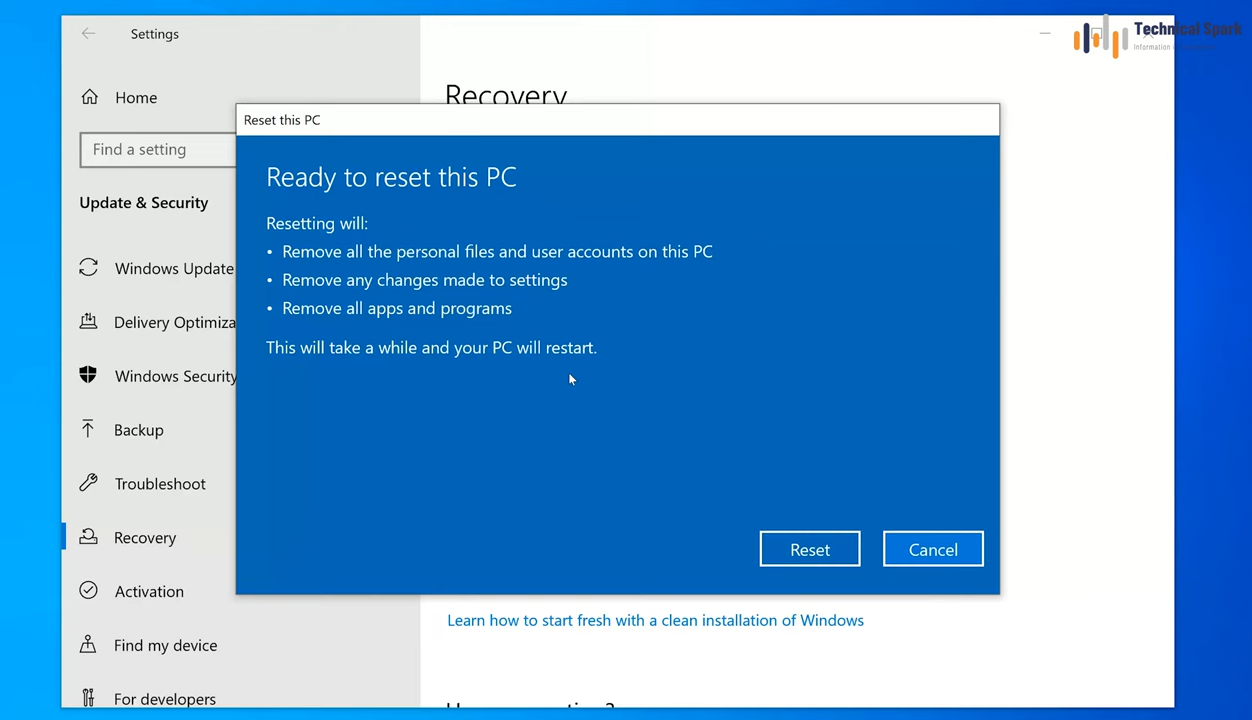 Settings
Technical Spark
Home
Find a setting
Update & Security
Windows Update
Delivery Optimiza
Windows Security
Backup
Troubleshoot
Recovery
Activation
Find my device
For developers
Recovery
Reset this PC
Ready to reset this PC
Resetting will:
• Remove all the personal files and user accounts on this PC
• Remove any changes made to settings
• Remove all apps and programs
This will take a while and your PC will restart.
Reset
Cancel
Learn how to start fresh with a clean installation of Windows